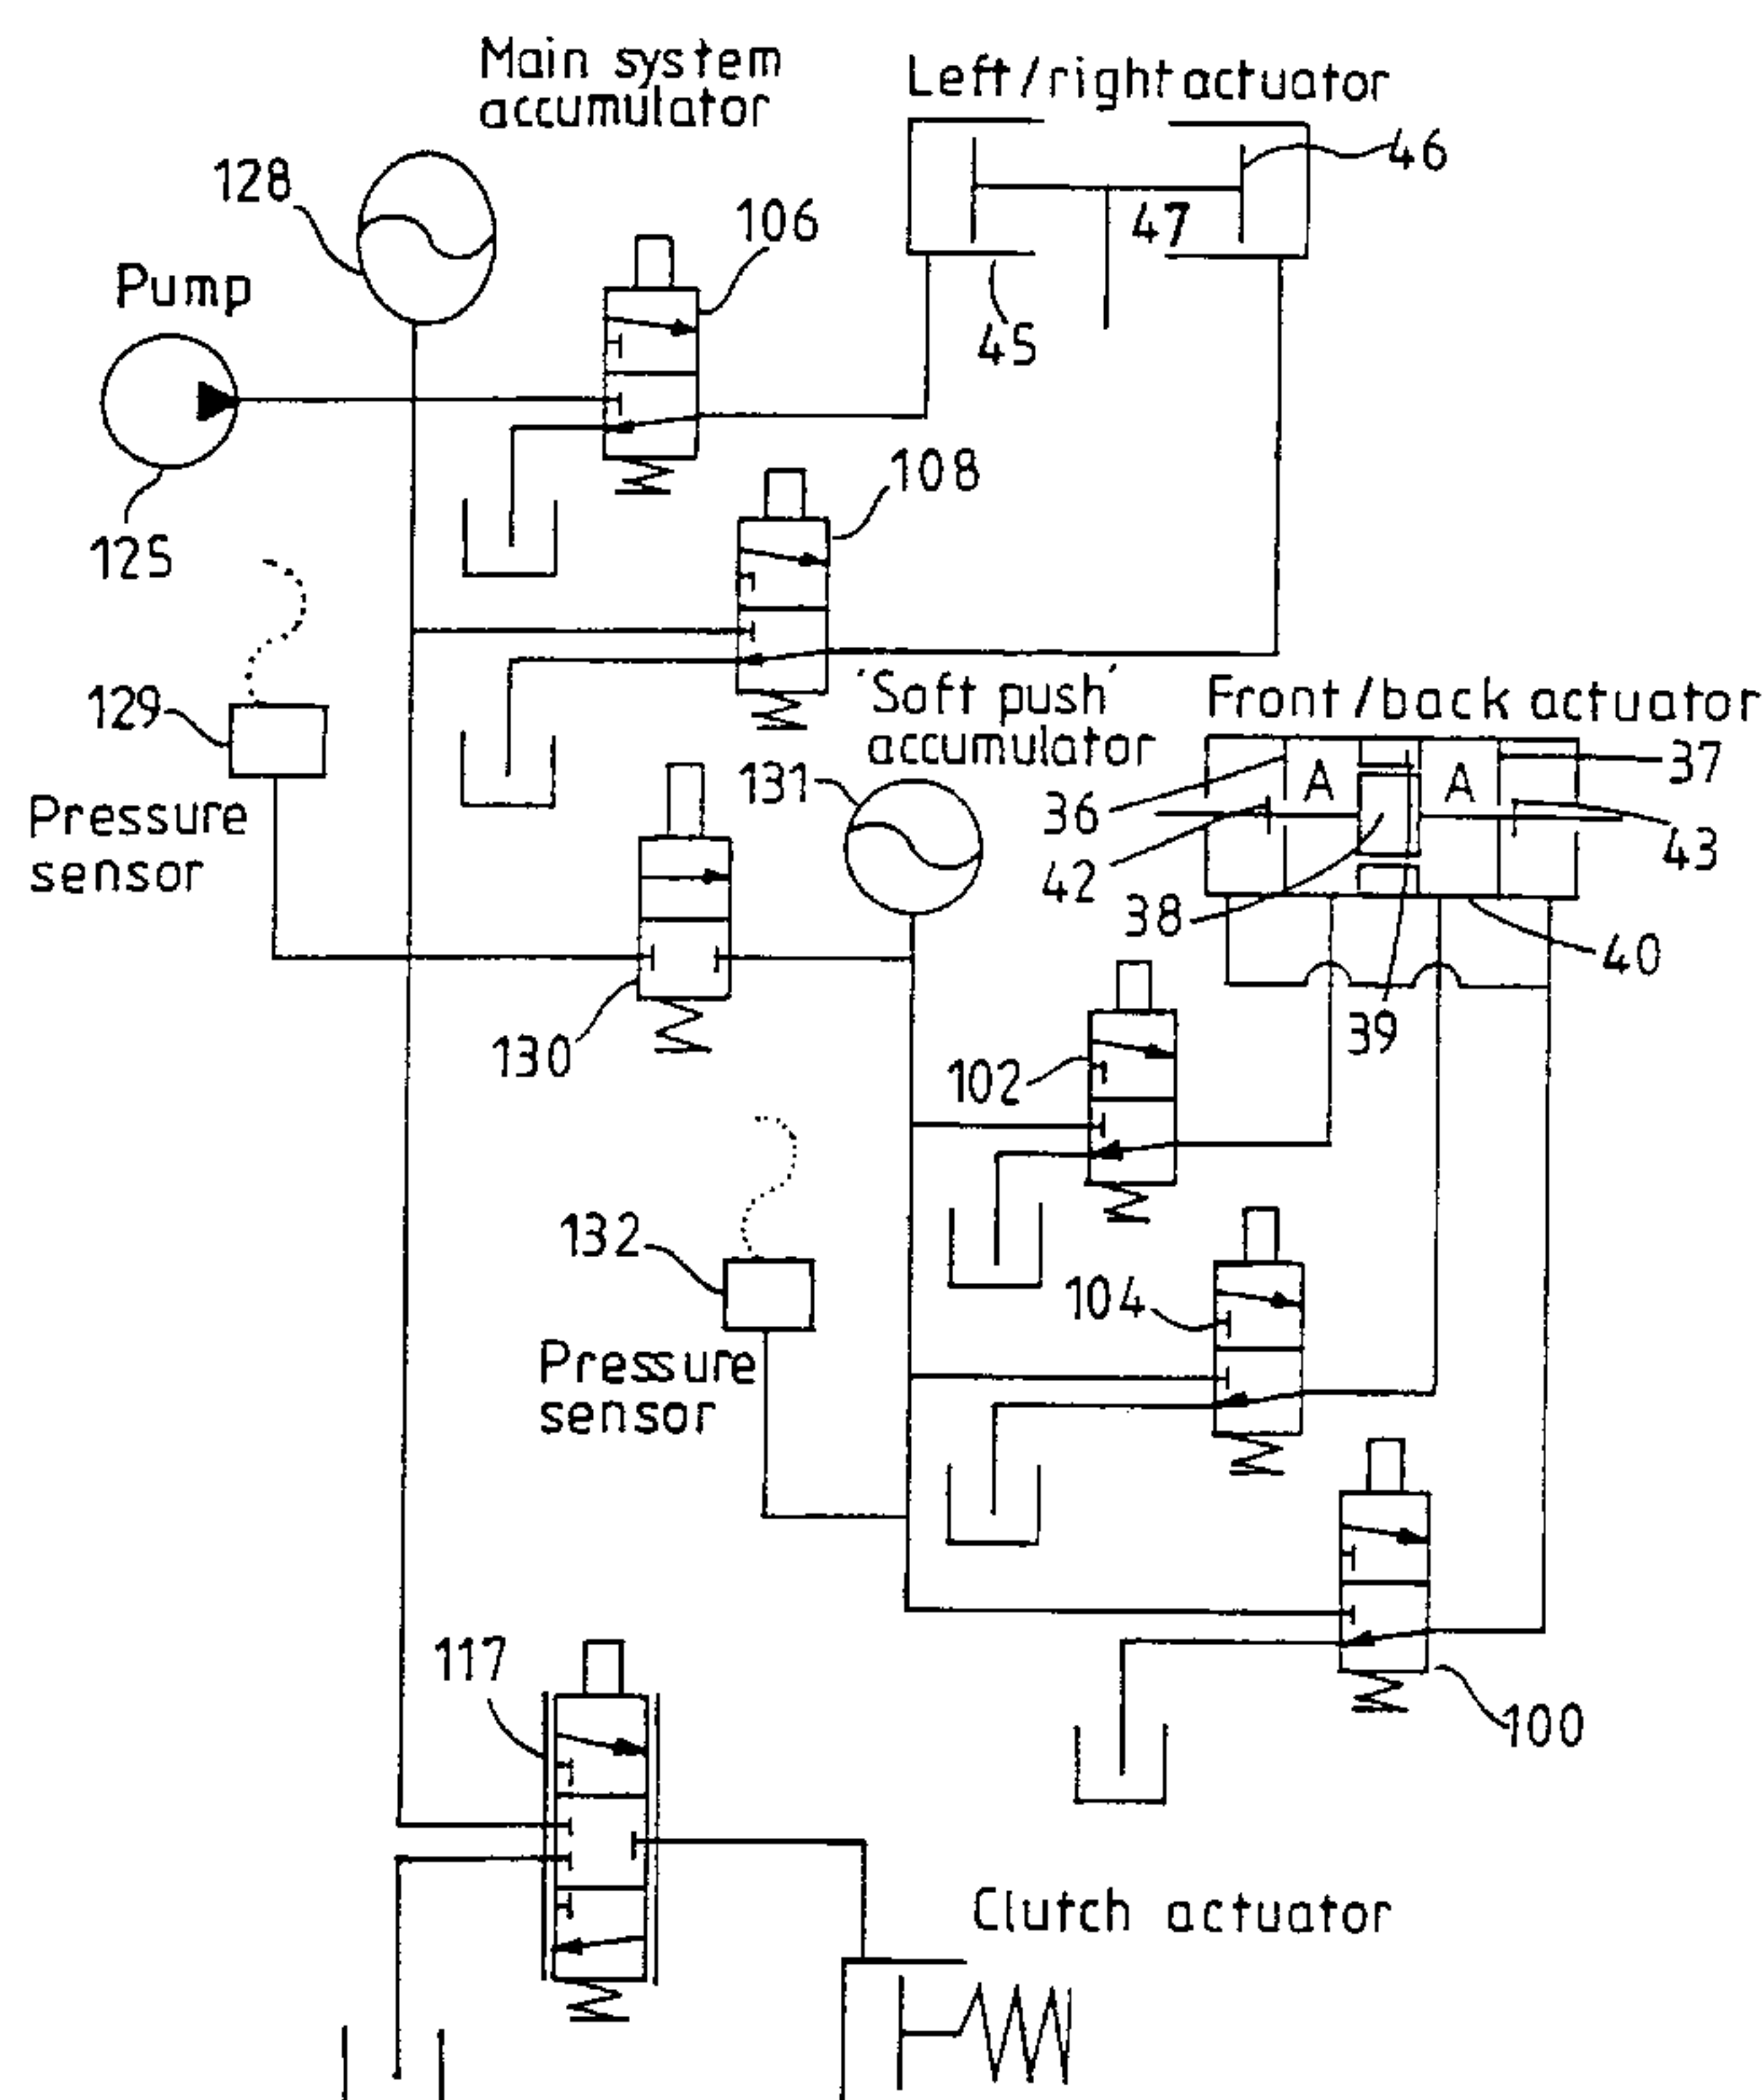 Main system
accumulator
Left/right actuator
46
128
106
47
Pump
45
125
108
'Soft push'
accumulator
Front/back actuator
129
131
A
A
37
36
Pressure
sensor
42
43
38
40
130
39
102
132
104
Pressure
sensor
117
100
Clutch actuator